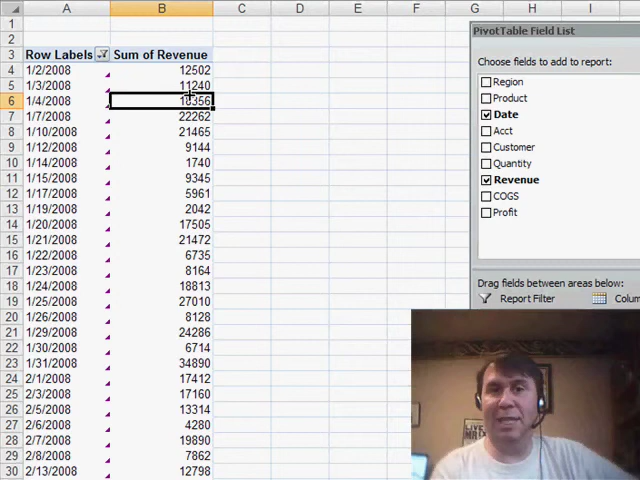 A B C D E F G H I
1
2
3 Row Labels Sum of Revenue
4 1/2/2008 12502
5 1/3/2008 11240
6 1/4/2008
7 1/7/2008 22262
8 1/10/2008 21465
9 1/12/2008 9144
10 1/14/2008 1740
11 1/15/2008 9345
12 1/17/2008 5961
13 1/19/2008 2042
14 1/20/2008 17505
15 1/21/2008 21472
16 1/22/2008 6735
17 1/23/2008 8164
18 1/24/2008 18813
19 1/25/2008 27010
20 1/26/2008 8128
21 1/29/2008 24286
22 1/30/2008 6714
23 1/31/2008 34890
24 2/1/2008 17412
25 2/3/2008 17160
26 2/5/2008 13314
27 2/6/2008 4280
28 2/7/2008 19890
29 2/8/2008 7862
30 2/13/2008 12798
PivotTable Field List
Choose fields to add to report:
Region
Product
Date
Acct
Customer
Quantity
Revenue
COGS
Profit
Drag fields between areas below:
Report Filter Colum
LIVE